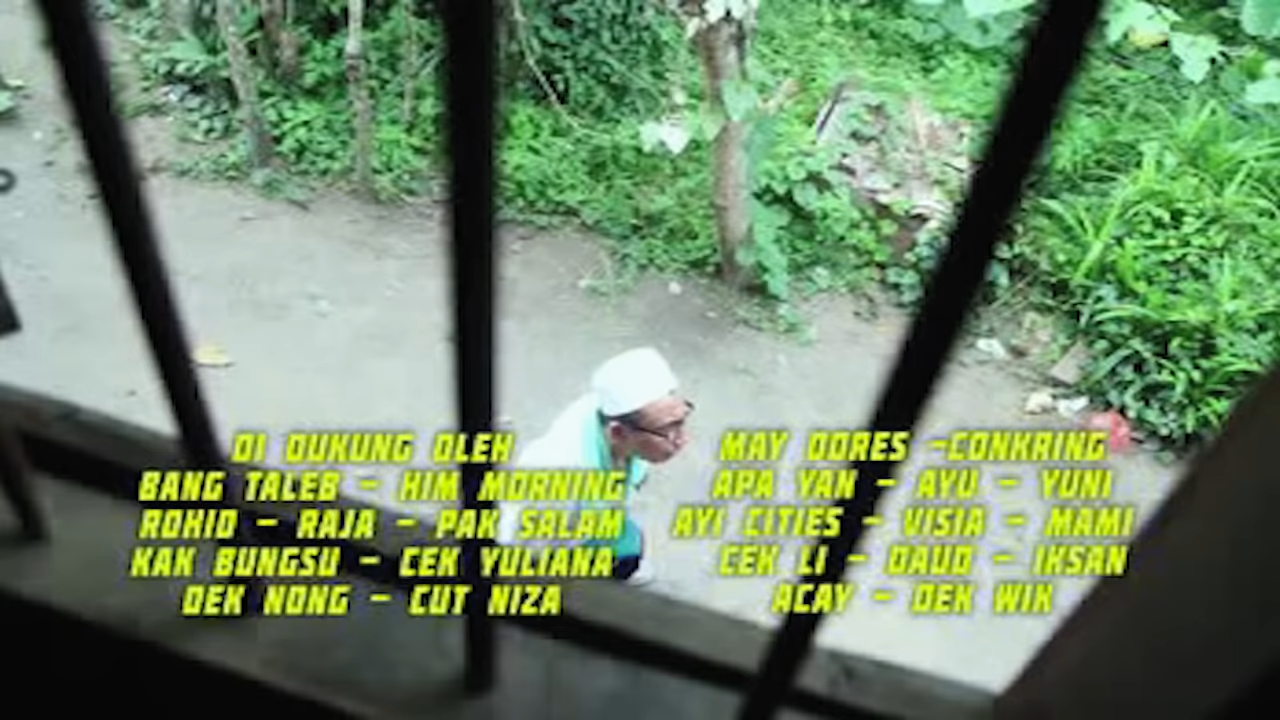 DI DUKUNG OLEH
BANG TALEB - HIM MORNING
ROHID - RAJA - PAK SALAM
KAK BUNGSU - CEK YULIANA
DEK NONG - CUT NIZA
MAY DORES -CONKRING
APA YAN - AYU - YUNI
AYI CITIES - VISIA - MAMI
CEK LI - DAUD - IKSAN
ACAY - DEK WIK